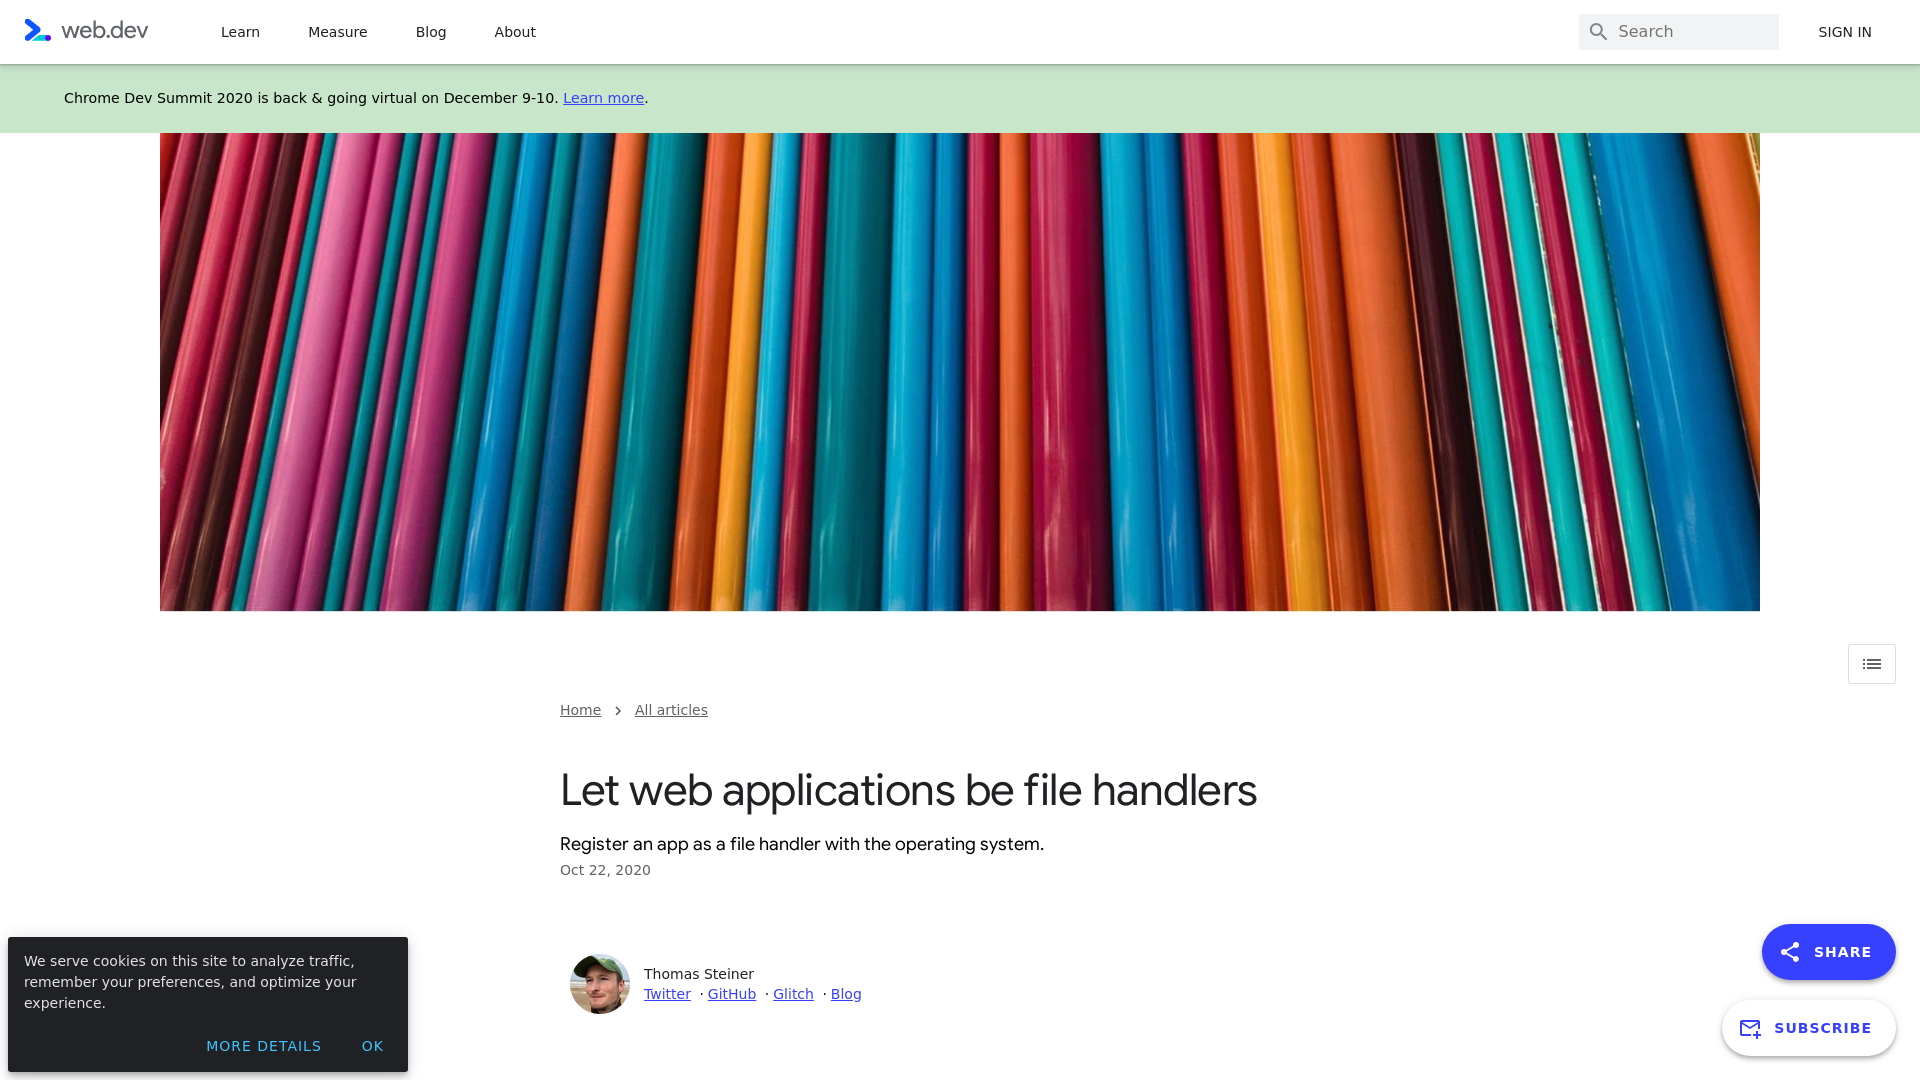 web.dev
Learn
Measure
Blog
About
Search
SIGN IN
Chrome Dev Summit 2020 is back & going virtual on December 9-10. Learn more.
Home
All articles
Let web applications be file handlers
Register an app as a file handler with the operating system.
Oct 22, 2020
Thomas Steiner
Twitter · GitHub · Glitch · Blog
We serve cookies on this site to analyze traffic,
remember your preferences, and optimize your
experience.
MORE DETAILS
OK
SHARE
SUBSCRIBE